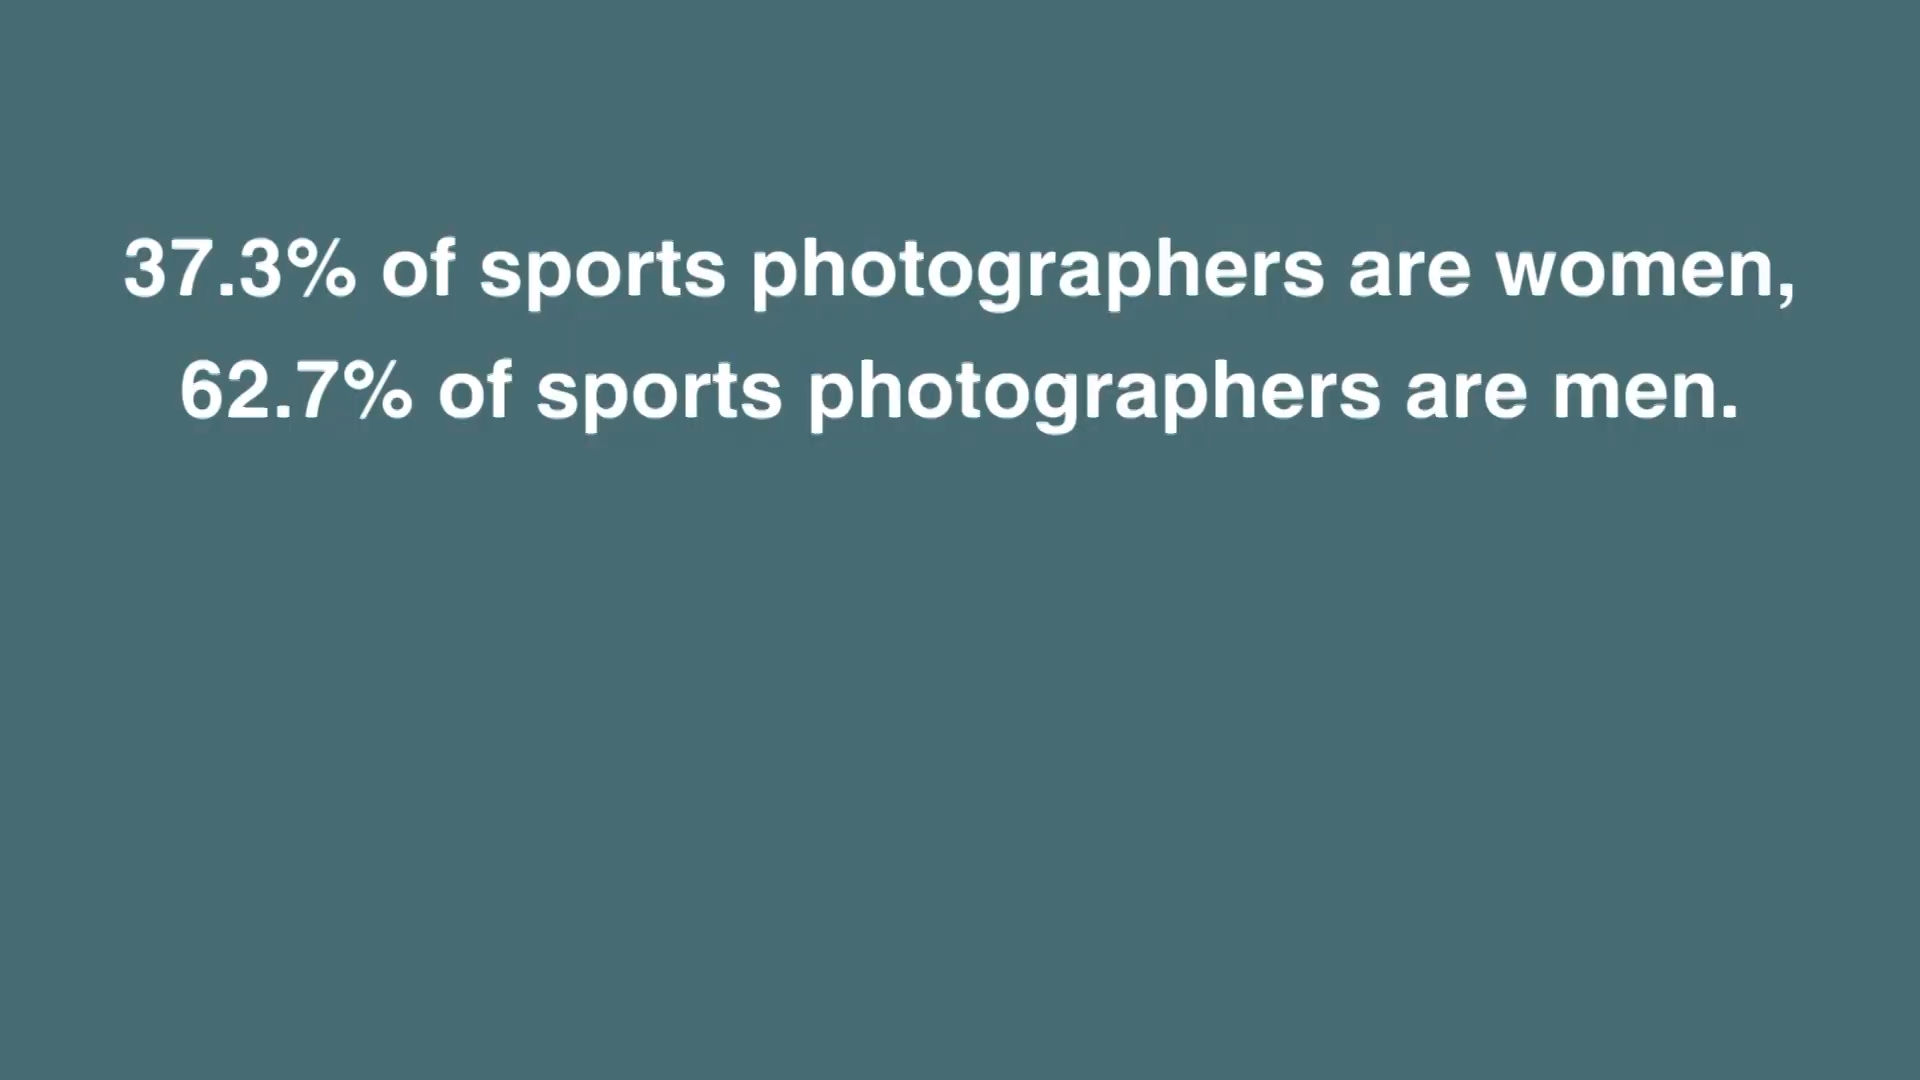 37.3% of sports photographers are women,
62.7% of sports photographers are men.